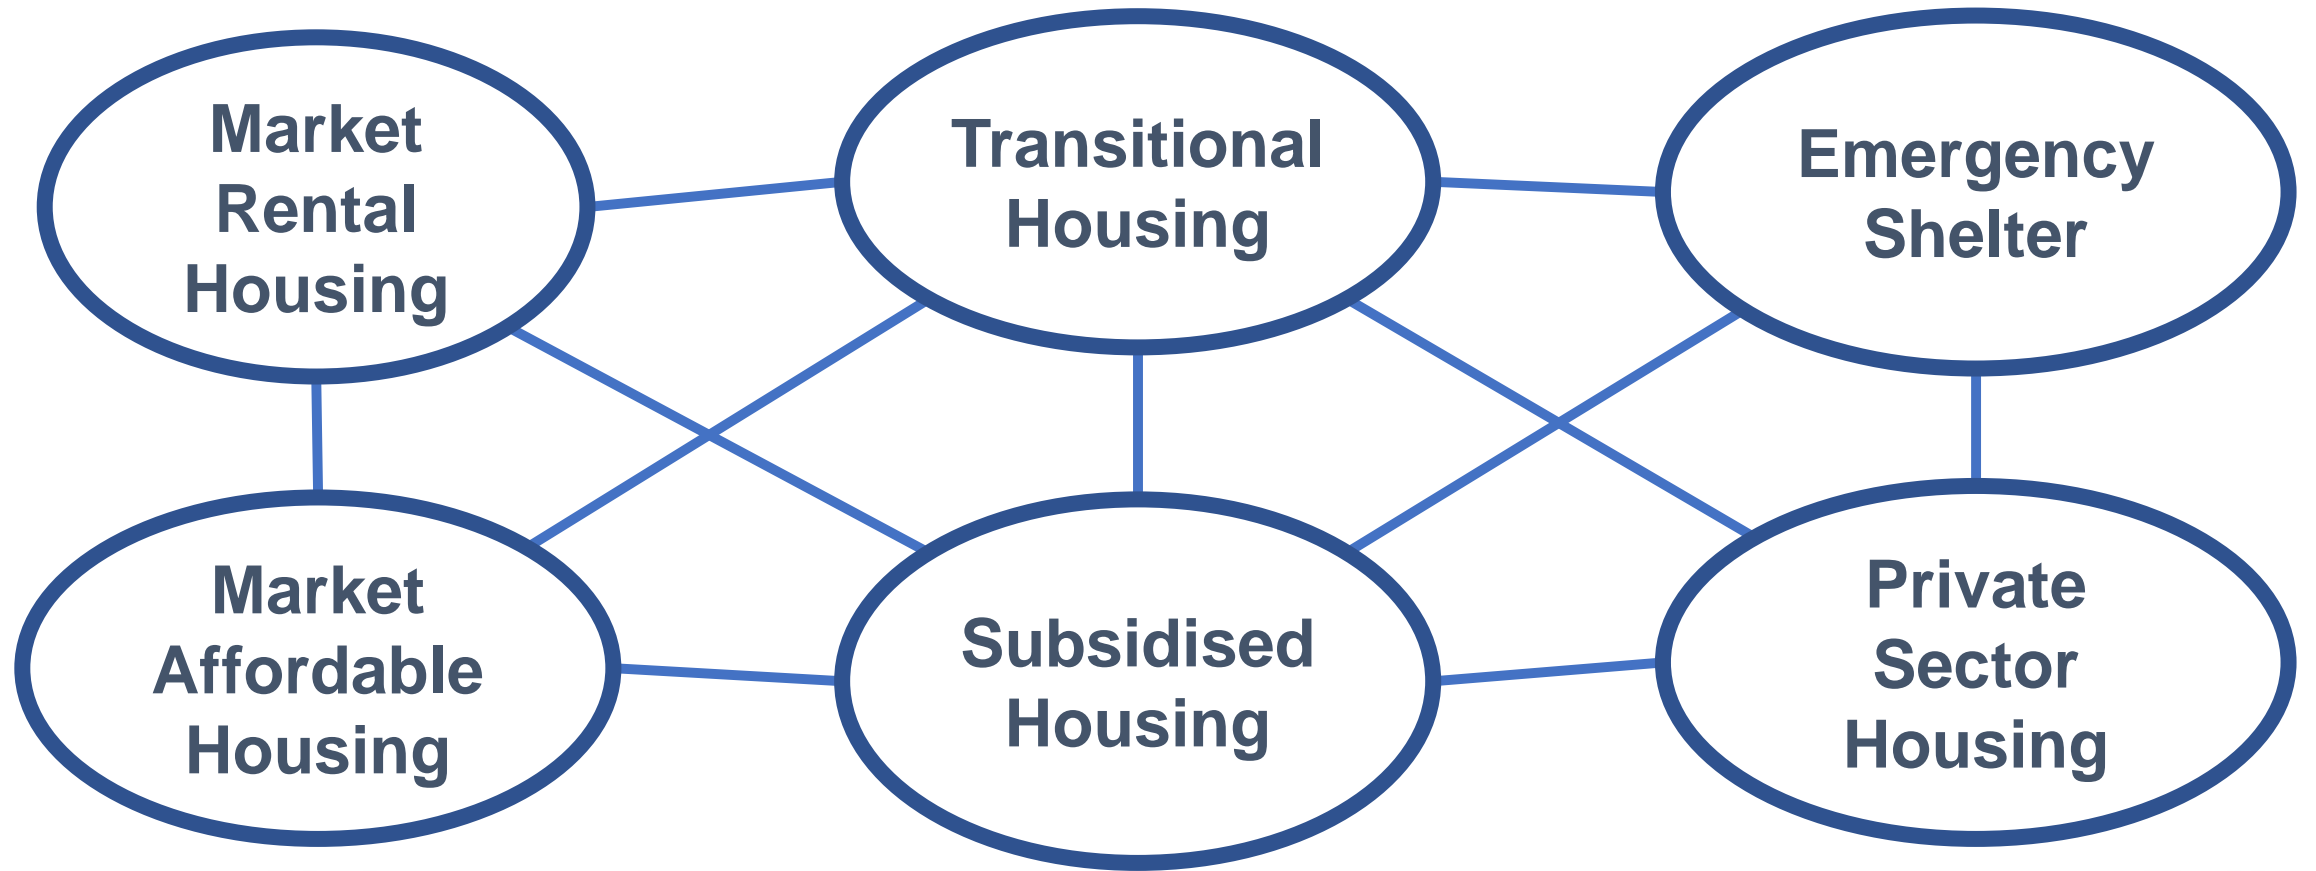 Market
Rental
Housing
Transitional
Housing
Emergency
Shelter
Market
Affordable
Housing
Subsidised
Housing
Private
Sector
Housing